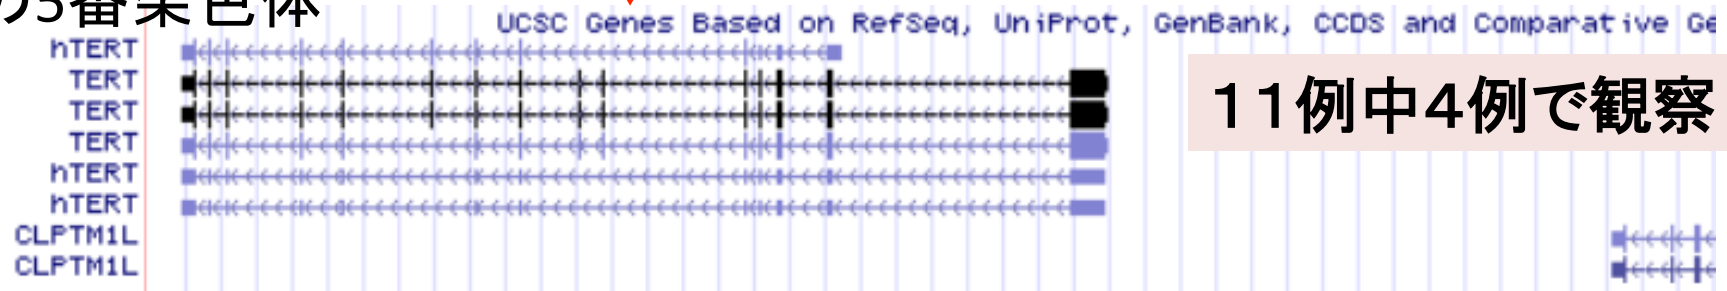 の5番染色体
UCSC Genes Based on RefSeq, UniProt, GenBank, CCDS and Comparative Ge
hTERT
TERT
TERT
11例中4例で観察
TERT
hTERT
hTERT
CLPTM1L
CLPTM1L